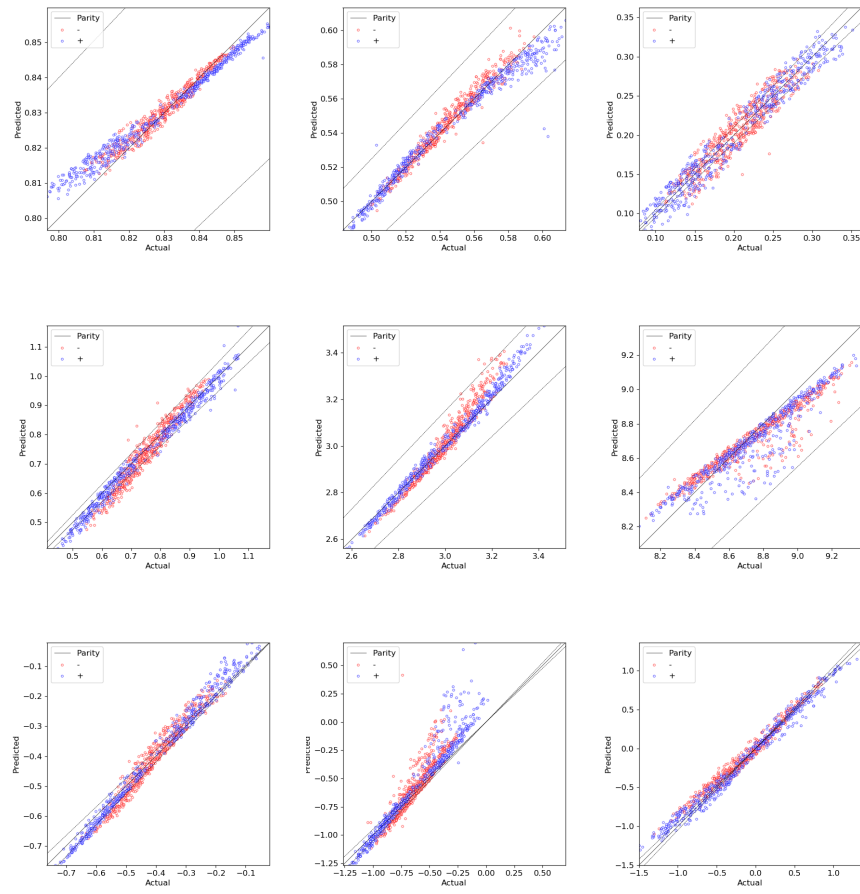 Parity
-
+
0.85
0.84
0.83
0.82
0.81
0.80
Predicted
0.80 0.81 0.82 0.83 0.84 0.85
Actual
Parity
-
+
0.60
0.58
0.56
0.54
0.52
0.50
Predicted
0.50 0.52 0.54 0.56 0.58 0.60
Actual
Parity
-
+
0.35
0.30
0.25
0.20
0.15
0.10
Predicted
0.10 0.15 0.20 0.25 0.30 0.35
Actual
Parity
-
+
1.1
1.0
0.9
0.8
0.7
0.6
0.5
Predicted
0.5 0.6 0.7 0.8 0.9 1.0 1.1
Actual
Parity
-
+
3.4
3.2
3.0
2.8
2.6
Predicted
2.6 2.8 3.0 3.2 3.4
Actual
Parity
-
+
9.2
9.0
8.8
8.6
8.4
8.2
Predicted
8.2 8.4 8.6 8.8 9.0 9.2
Actual
Parity
-
+
−0.1
−0.2
−0.3
−0.4
−0.5
−0.6
−0.7
Predicted
−0.7 −0.6 −0.5 −0.4 −0.3 −0.2 −0.1
Actual
Parity
-
+
0.50
0.25
0.00
−0.25
−0.50
−0.75
−1.00
−1.25
Predicted
−1.25 −1.00 −0.75 −0.50 −0.25 0.00 0.25 0.50
Actual
Parity
-
+
1.0
0.5
0.0
−0.5
−1.0
−1.5
Predicted
−1.5 −1.0 −0.5 0.0 0.5 1.0
Actual